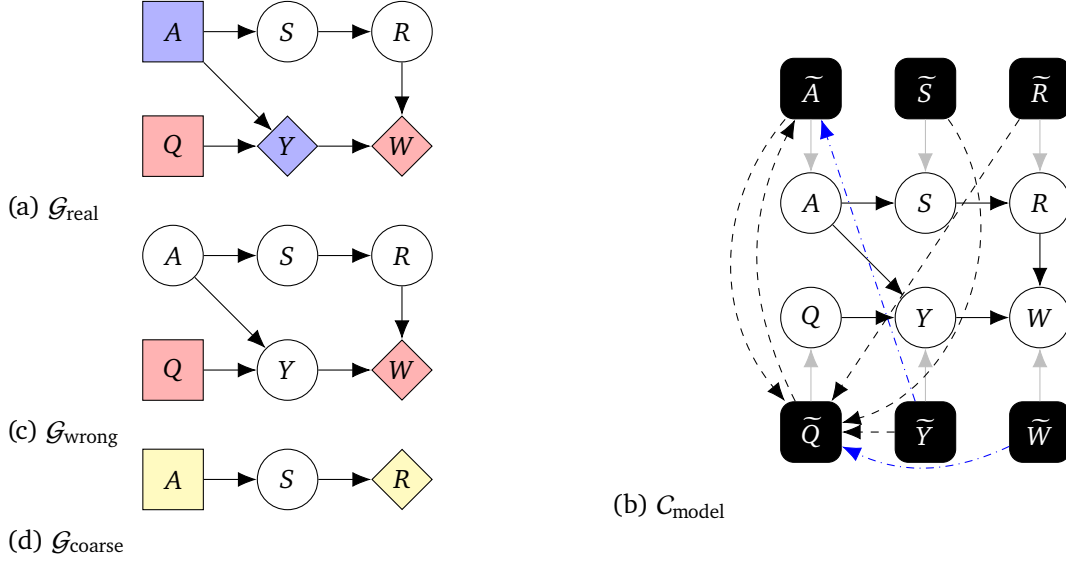 A S R
Q Y W
(a) 𝒢real
A S R
Q Y W
(c) 𝒢wrong
A S R
(d) 𝒢coarse
Ã S̃ R̃
A S R
Q Y W
Q̃ Ỹ W̃
(b) 𝒞model